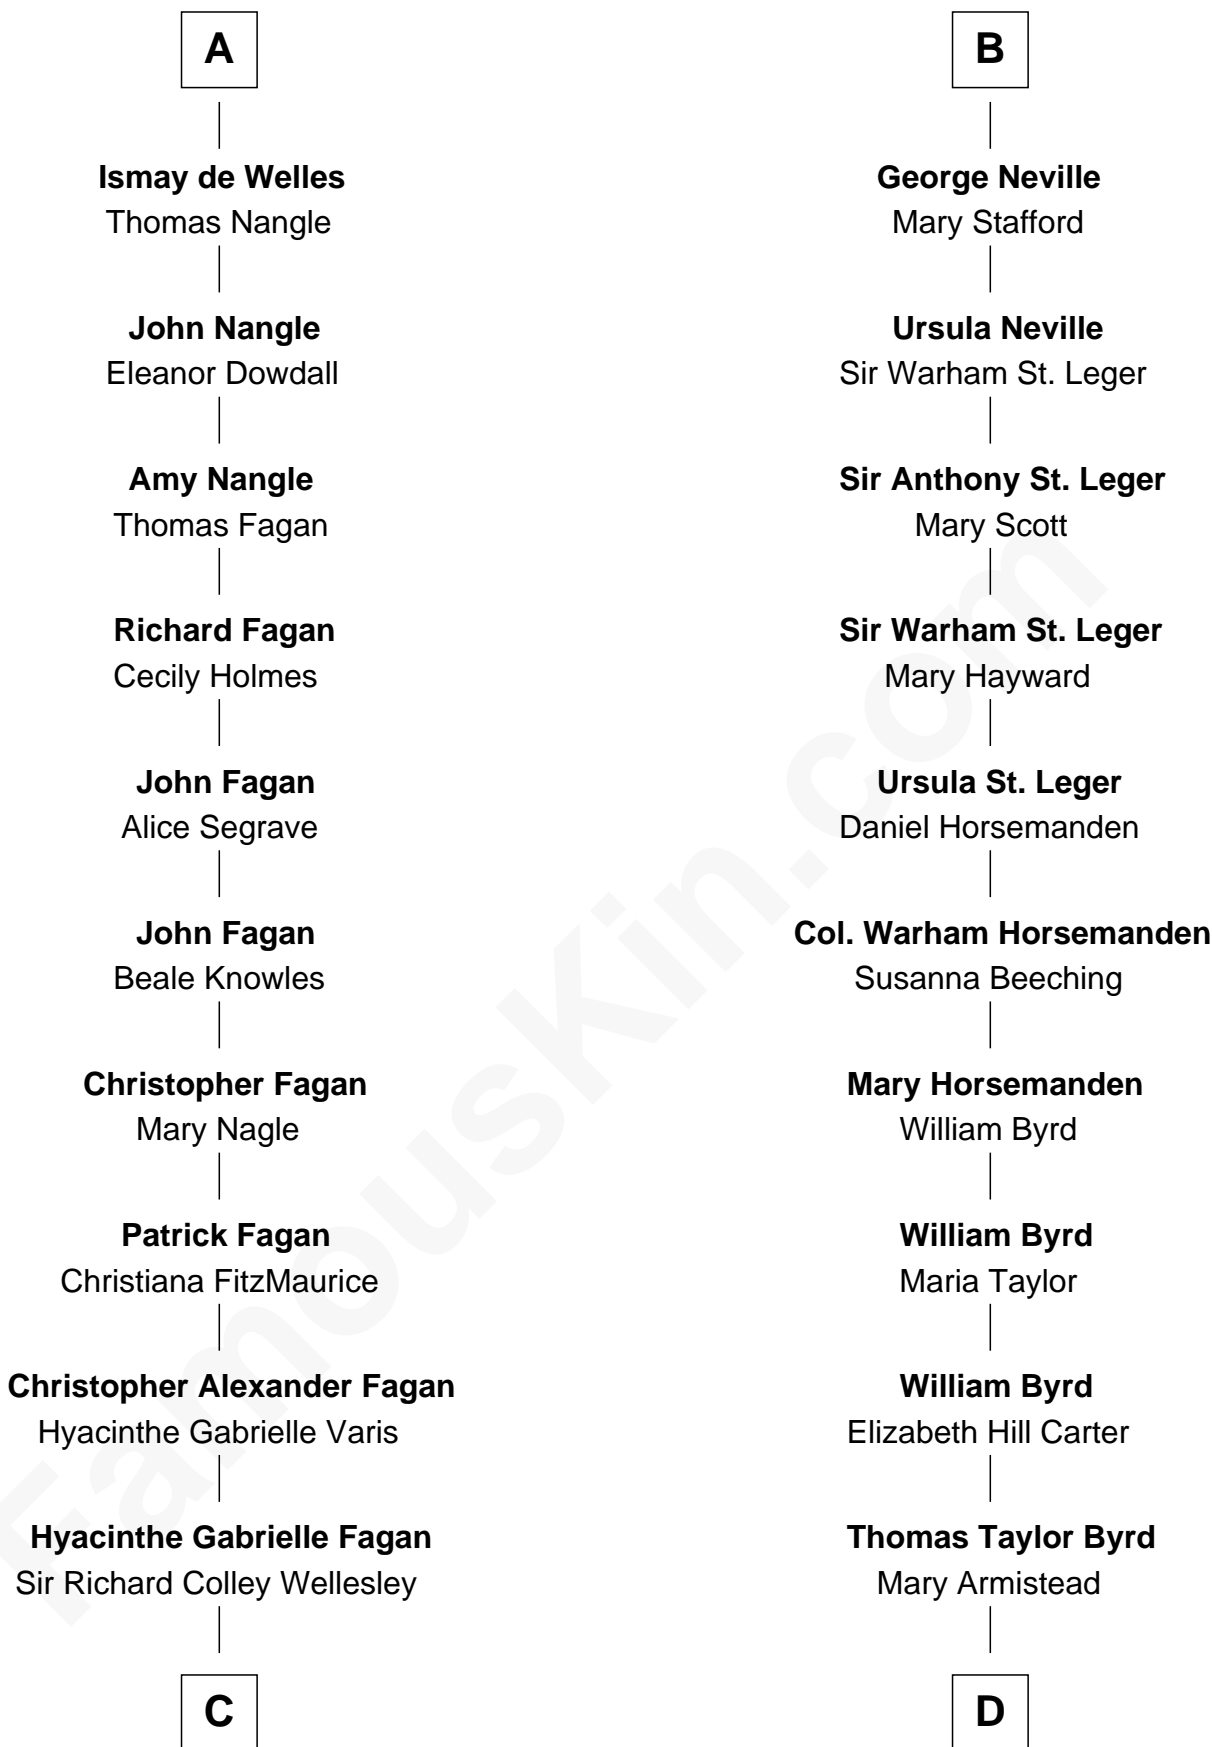 A
Ismay de Welles
Thomas Nangle
John Nangle
Eleanor Dowdall
Amy Nangle
Thomas Fagan
Richard Fagan
Cecily Holmes
John Fagan
Alice Segrave
John Fagan
Beale Knowles
Christopher Fagan
Mary Nagle
Patrick Fagan
Christiana FitzMaurice
Christopher Alexander Fagan
Hyacinthe Gabrielle Varis
Hyacinthe Gabrielle Fagan
Sir Richard Colley Wellesley
C
B
George Neville
Mary Stafford
Ursula Neville
Sir Warham St. Leger
Sir Anthony St. Leger
Mary Scott
Sir Warham St. Leger
Mary Hayward
Ursula St. Leger
Daniel Horsemanden
Col. Warham Horsemanden
Susanna Beeching
Mary Horsemanden
William Byrd
William Byrd
Maria Taylor
William Byrd
Elizabeth Hill Carter
Thomas Taylor Byrd
Mary Armistead
D
FamousKin.com